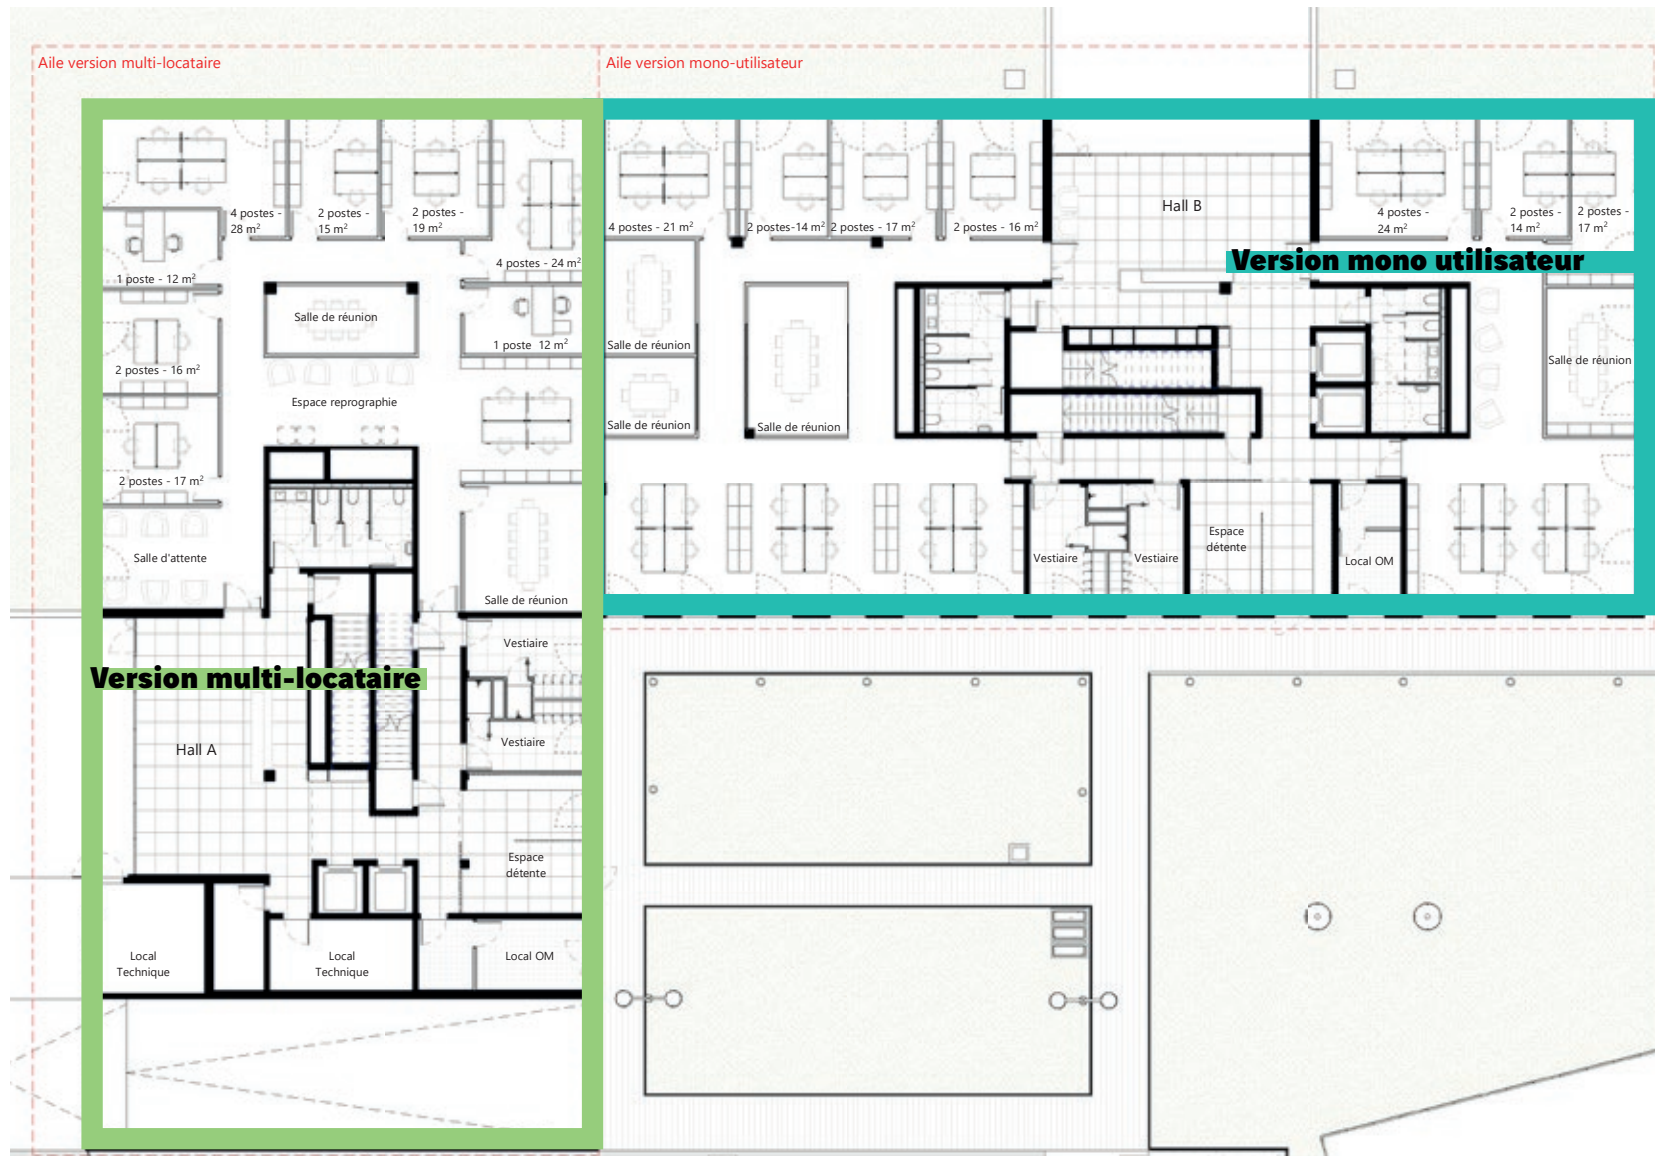 Aile version multi-locataire
Aile version mono-utilisateur
4 postes -
28 m²
2 postes -
15 m²
2 postes -
19 m²
4 postes - 24 m²
1 poste - 12 m²
Salle de réunion
1 poste 12 m²
2 postes - 16 m²
Espace reprographie
2 postes - 17 m²
Salle d'attente
Salle de réunion
Vestiaire
Version multi-locataire
Hall A
Vestiaire
Espace
détente
Local
Technique
Local
Technique
Local OM
4 postes - 21 m²
2 postes-14 m²
2 postes - 17 m²
2 postes - 16 m²
Hall B
4 postes -
24 m²
2 postes -
14 m²
2 postes -
17 m²
Version mono utilisateur
Salle de réunion
Salle de réunion
Salle de réunion
Salle de réunion
Vestiaire
Vestiaire
Espace
détente
Local OM